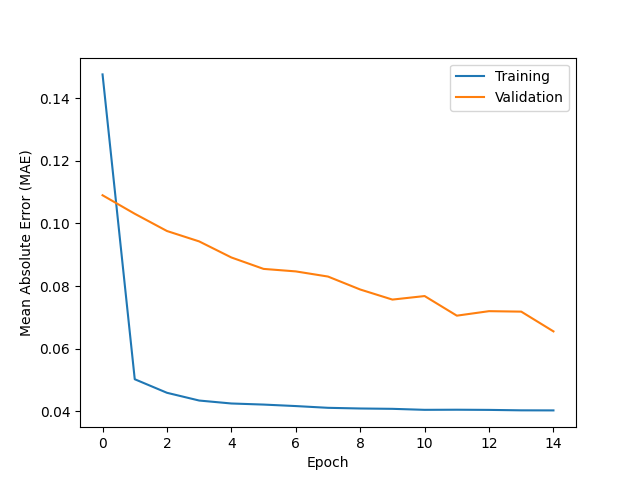 Training
Validation
0.14
0.12
0.10
0.08
0.06
0.04
Mean Absolute Error (MAE)
0 2 4 6 8 10 12 14
Epoch